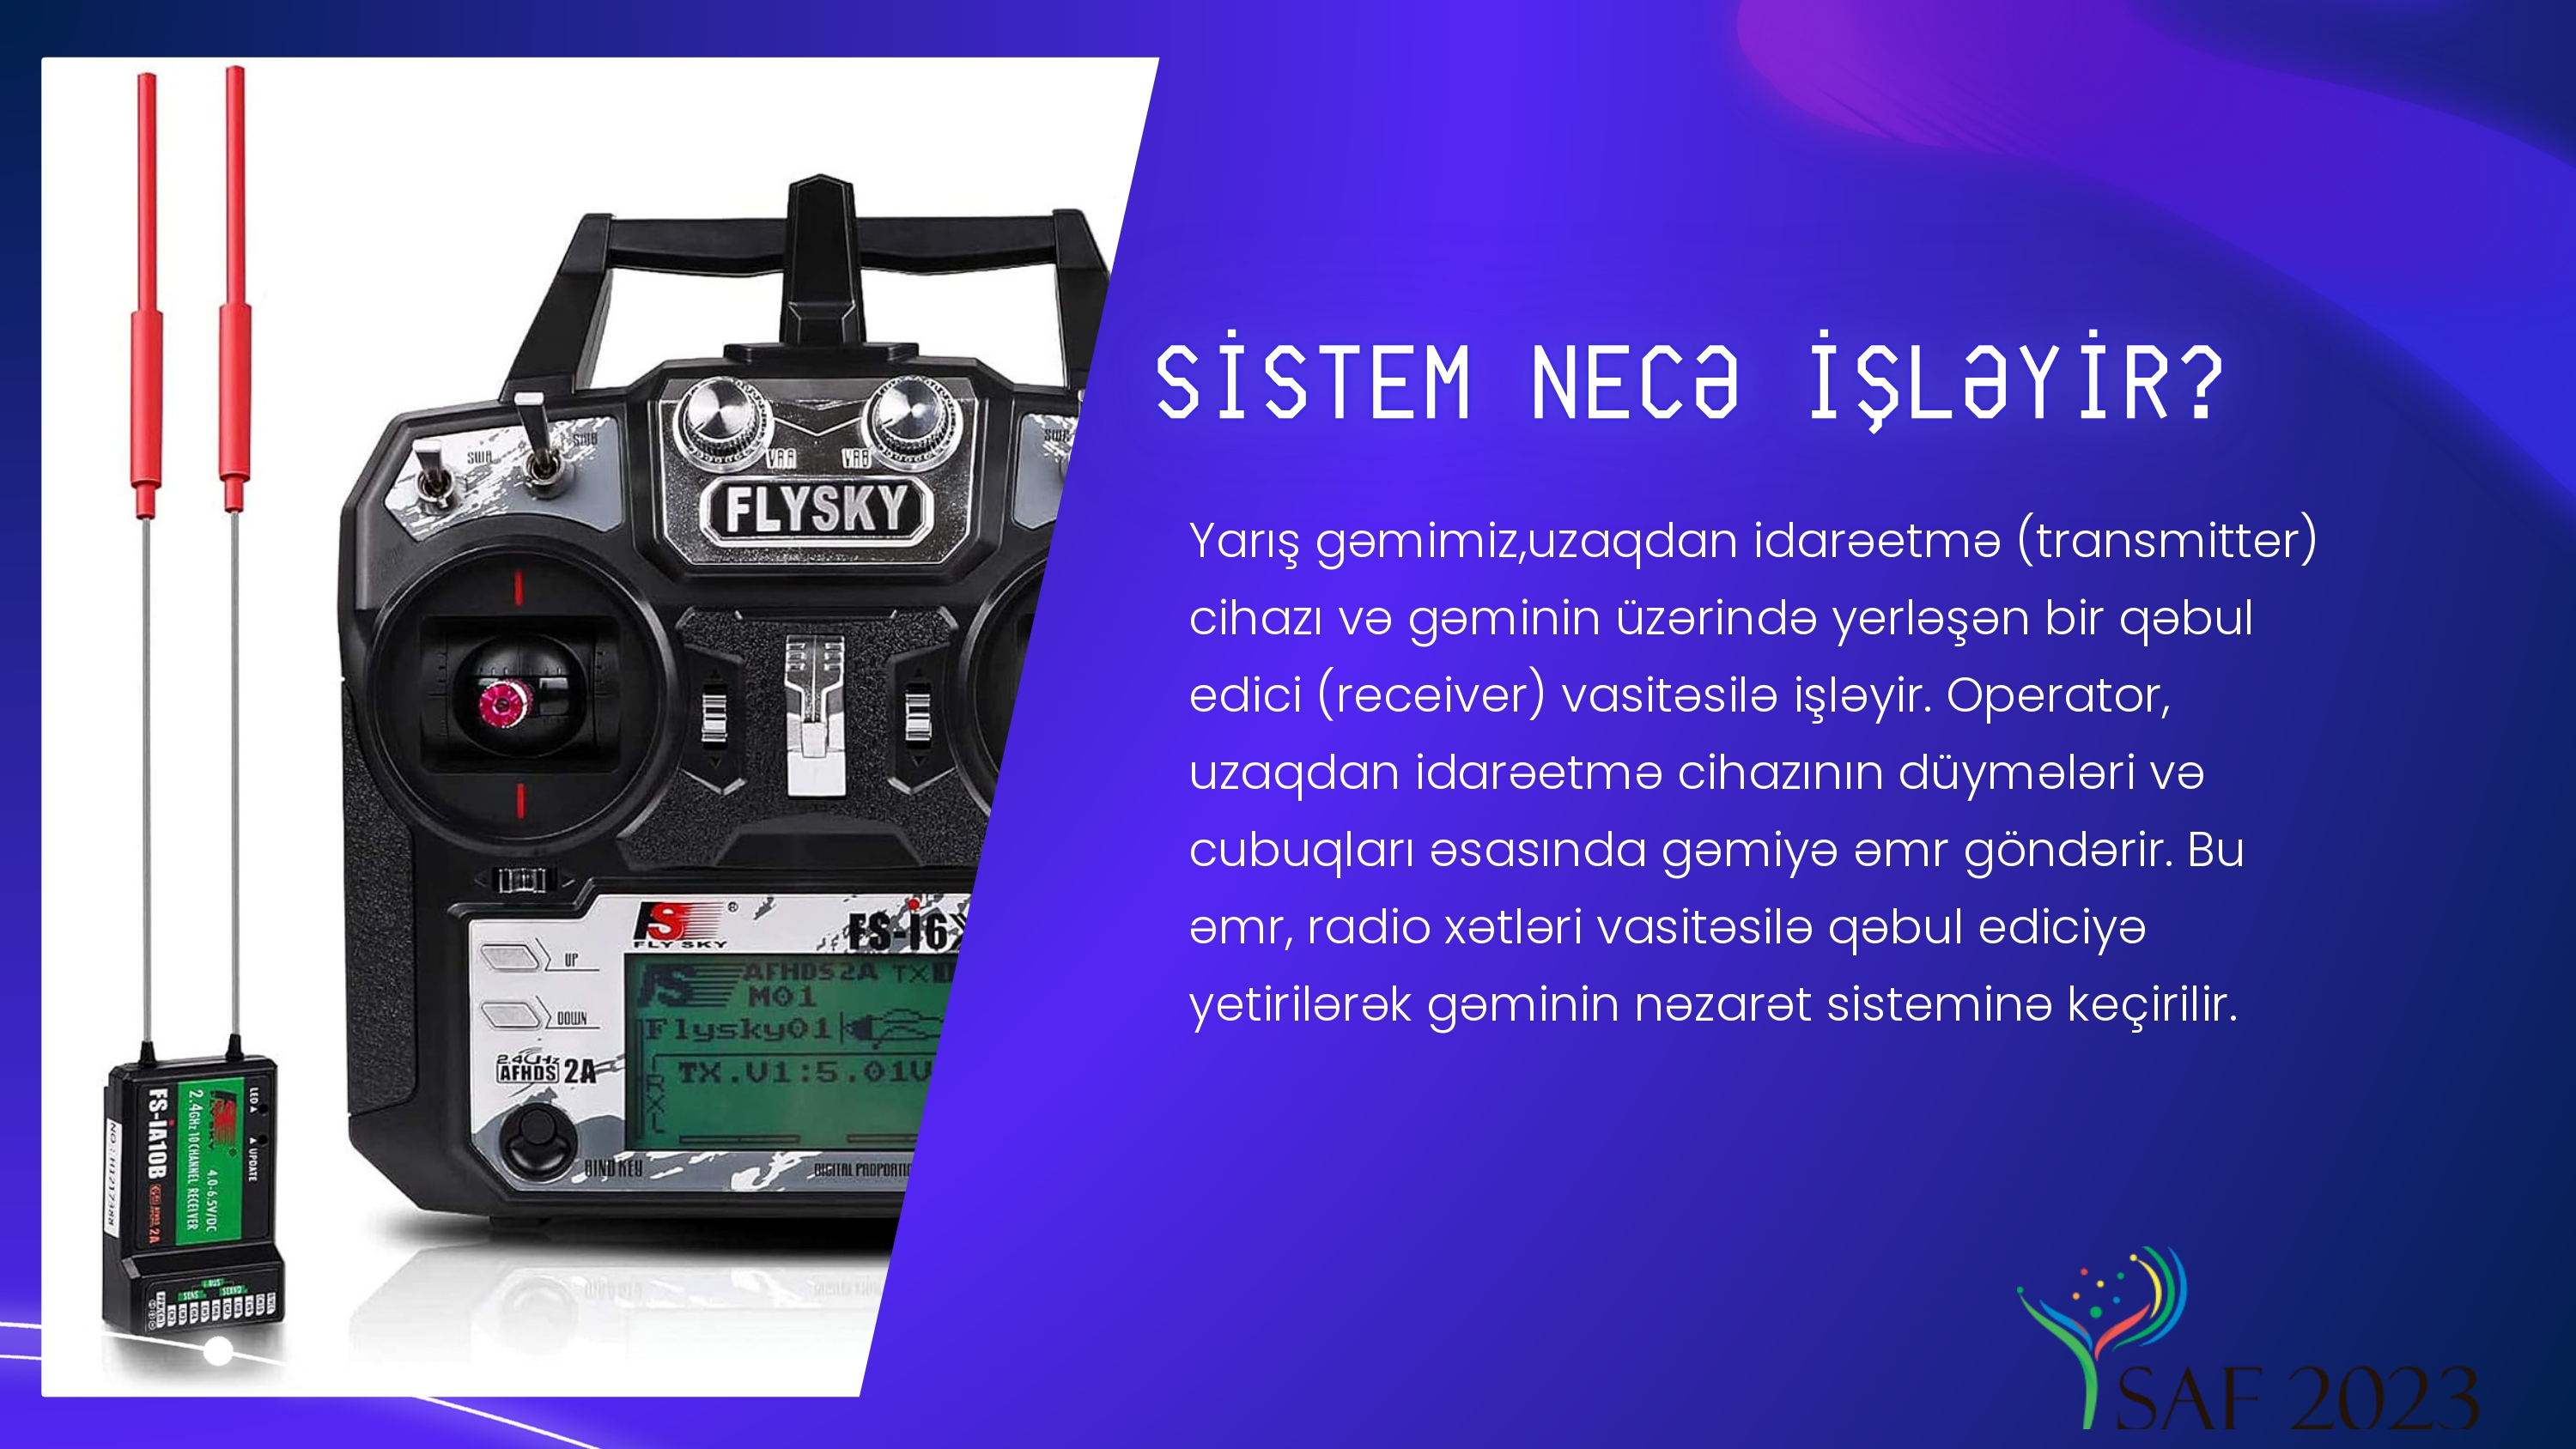 SİSTEM NECƏ İŞLƏYİR?
Yarış gəmimiz,uzaqdan idarəetmə (transmitter)
cihazı və gəminin üzərində yerləşən bir qəbul
edici (receiver) vasitəsilə işləyir. Operator,
uzaqdan idarəetmə cihazının düymələri və
cubuqları əsasında gəmiyə əmr göndərir. Bu
əmr, radio xətləri vasitəsilə qəbul ediciyə
yetirilərək gəminin nəzarət sisteminə keçirilir.
SWA
SWB
VRA
VRB
FLYSKY
FS
FLY SKY
FS-i6X
UP
DOWN
2.4GHz
AFHDS 2A
BIND KEY
AFHDS2A TX
M01
Flysky01
TX.V1:5.01V
LED
UPDATE
4.0-6.5V/DC
2.4GHz 10CHANNEL RECEIVER
FS-iA10B
i-BUS
SENS
SERVO
SAF 2023